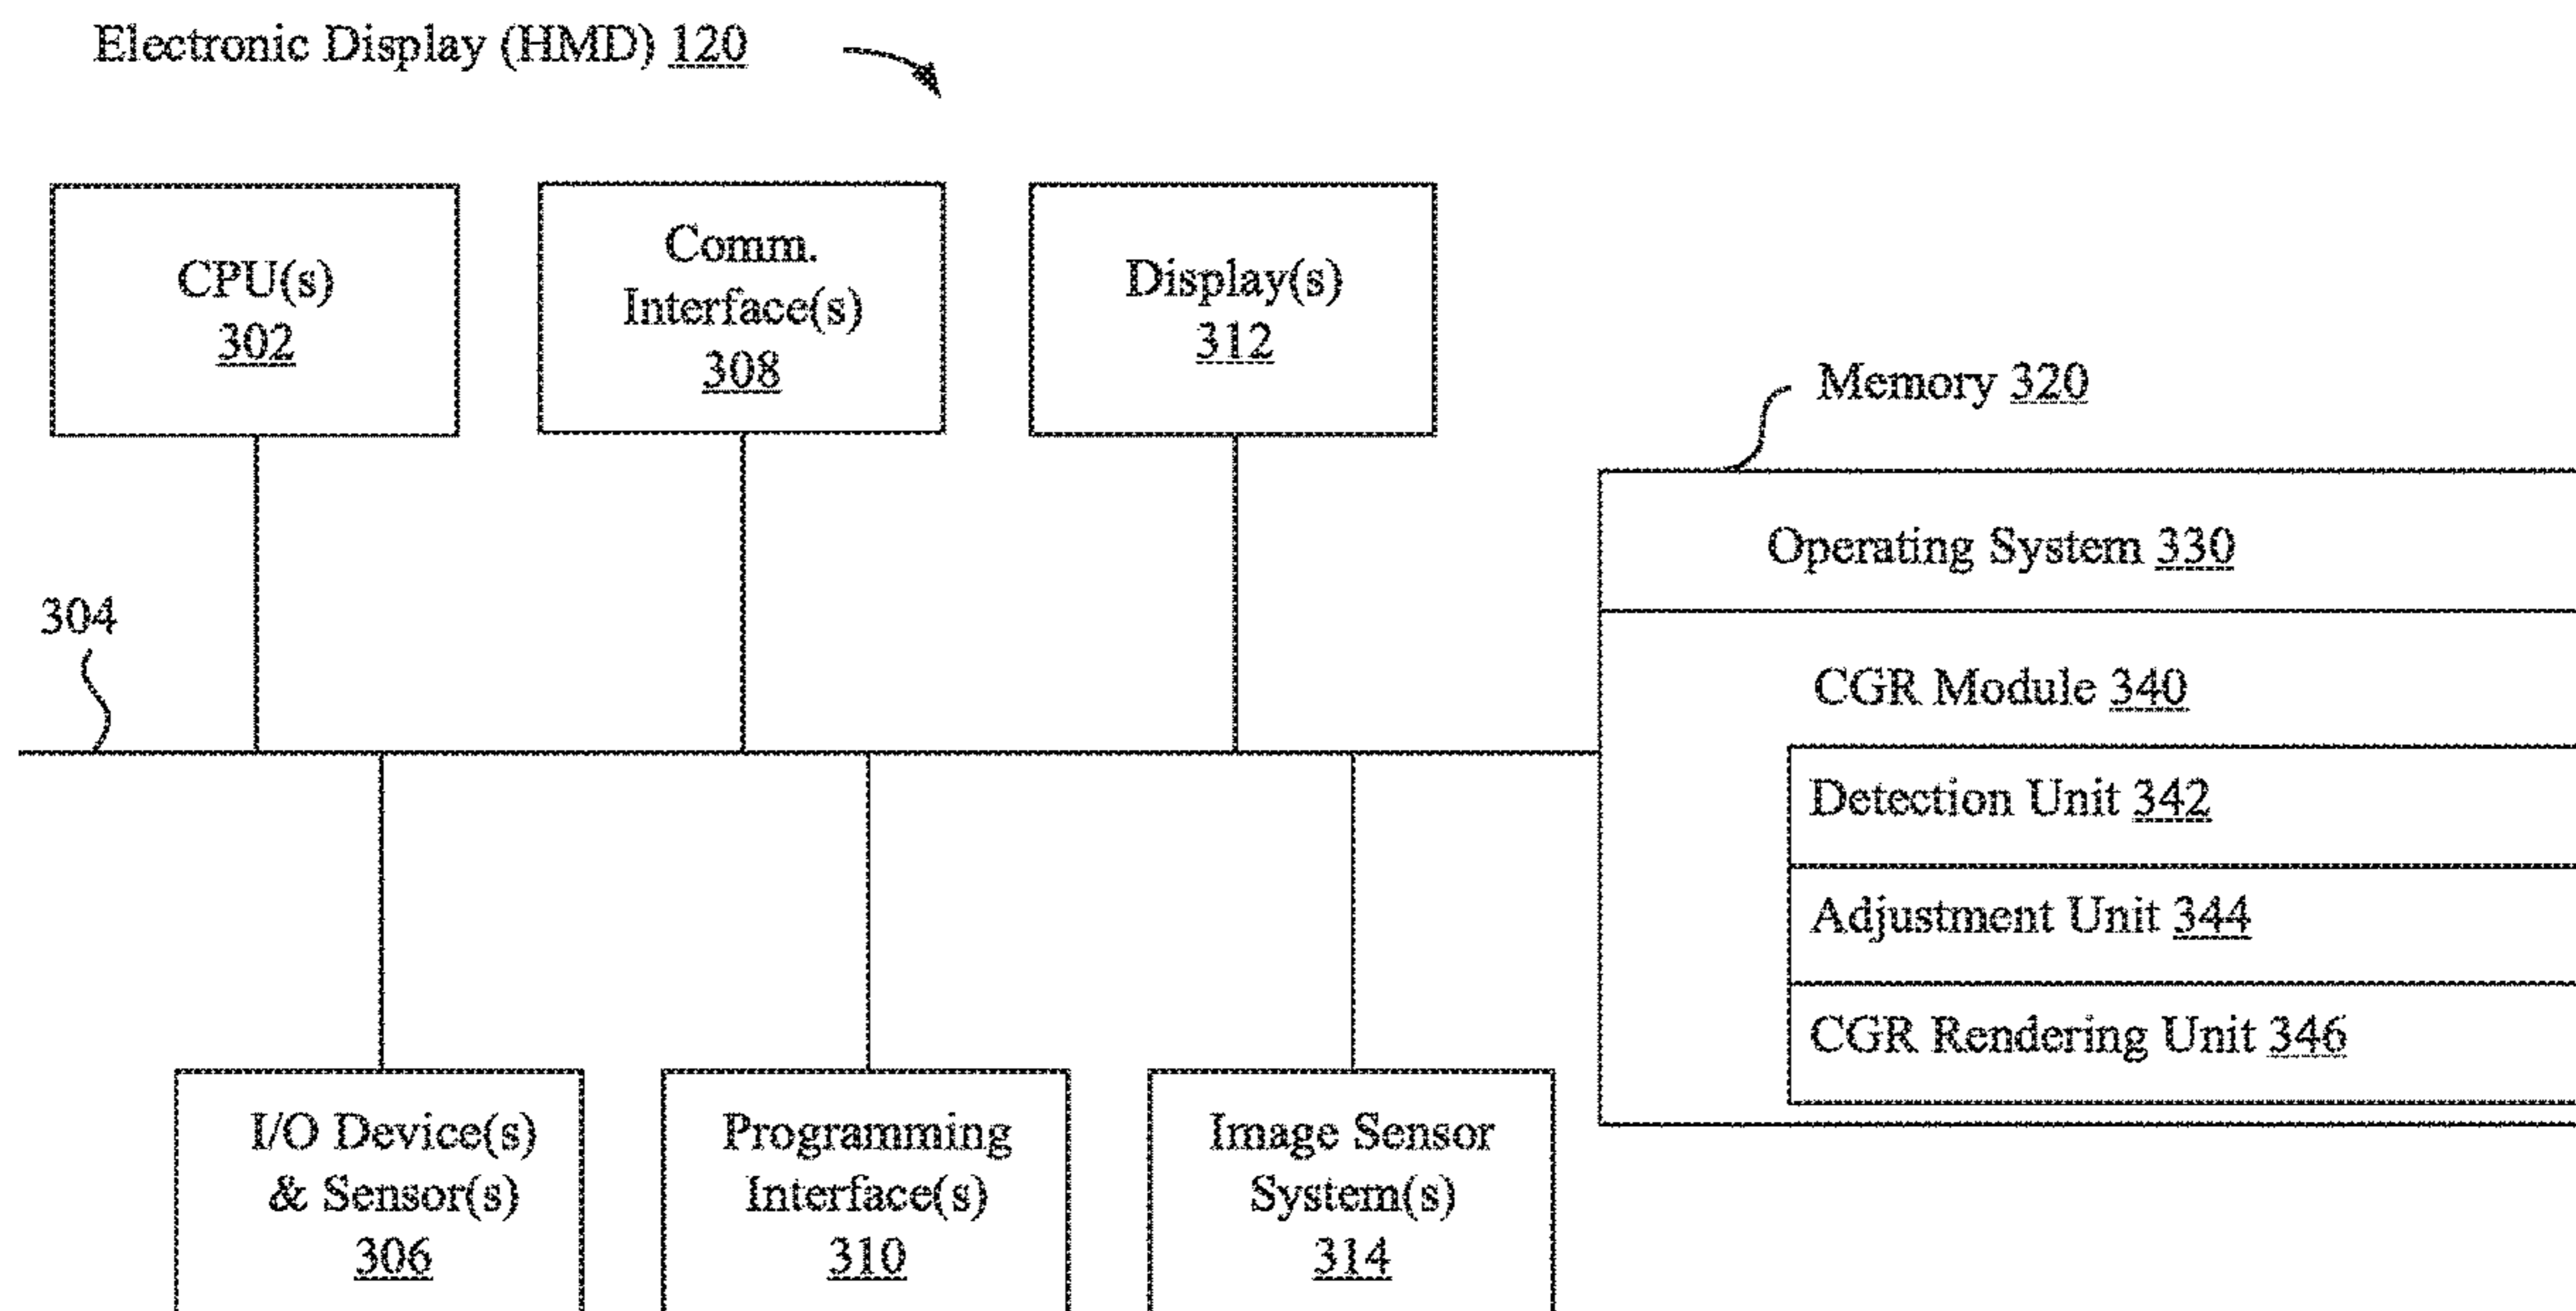 Electronic Display (HMD) 120
CPU(s)
302
Comm.
Interface(s)
308
Display(s)
312
Memory 320
Operating System 330
CGR Module 340
Detection Unit 342
Adjustment Unit 344
CGR Rendering Unit 346
304
I/O Device(s)
& Sensor(s)
306
Programming
Interface(s)
310
Image Sensor
System(s)
314